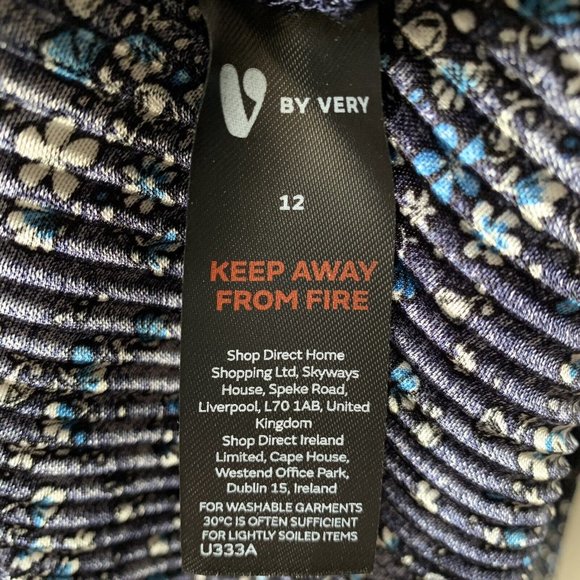 V BY VERY
12
KEEP AWAY
FROM FIRE
Shop Direct Home
Shopping Ltd, Skyways
House, Speke Road,
Liverpool, L70 1AB, United
Kingdom
Shop Direct Ireland
Limited, Cape House,
Westend Office Park,
Dublin 15, Ireland
FOR WASHABLE GARMENTS
30°C IS OFTEN SUFFICIENT
FOR LIGHTLY SOILED ITEMS
U333A